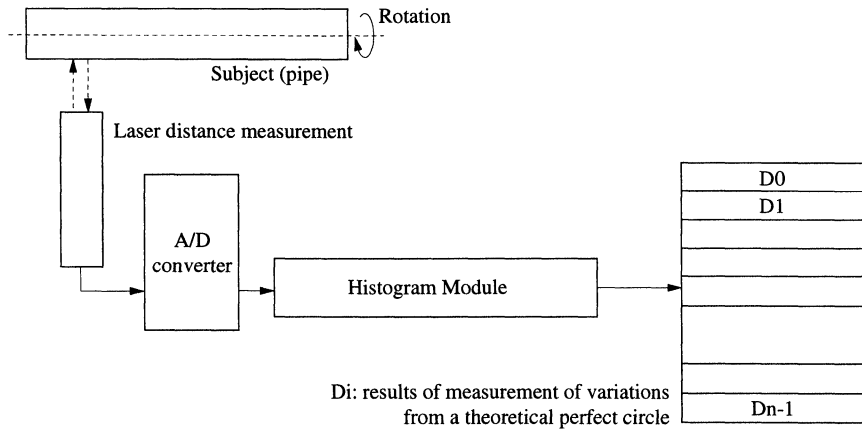 Rotation
Subject (pipe)
Laser distance measurement
A/D
converter
Histogram Module
D0
D1
Dn-1
Di: results of measurement of variations
from a theoretical perfect circle